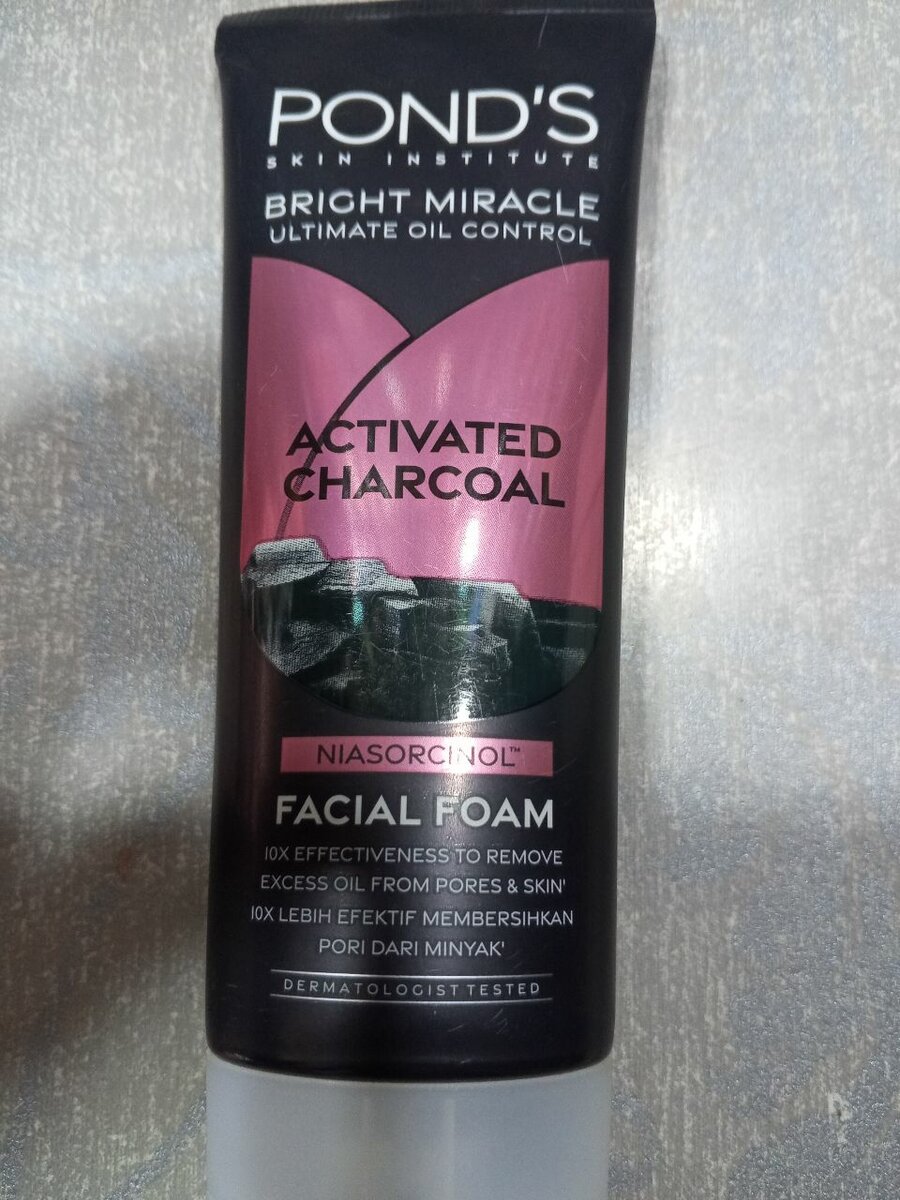 POND'S
SKIN INSTITUTE
BRIGHT MIRACLE
ULTIMATE OIL CONTROL
ACTIVATED
CHARCOAL
NIASORCINOL™
FACIAL FOAM
10X EFFECTIVENESS TO REMOVE
EXCESS OIL FROM PORES & SKIN'
10X LEBIH EFEKTIF MEMBERSIHKAN
PORI DARI MINYAK'
DERMATOLOGIST TESTED